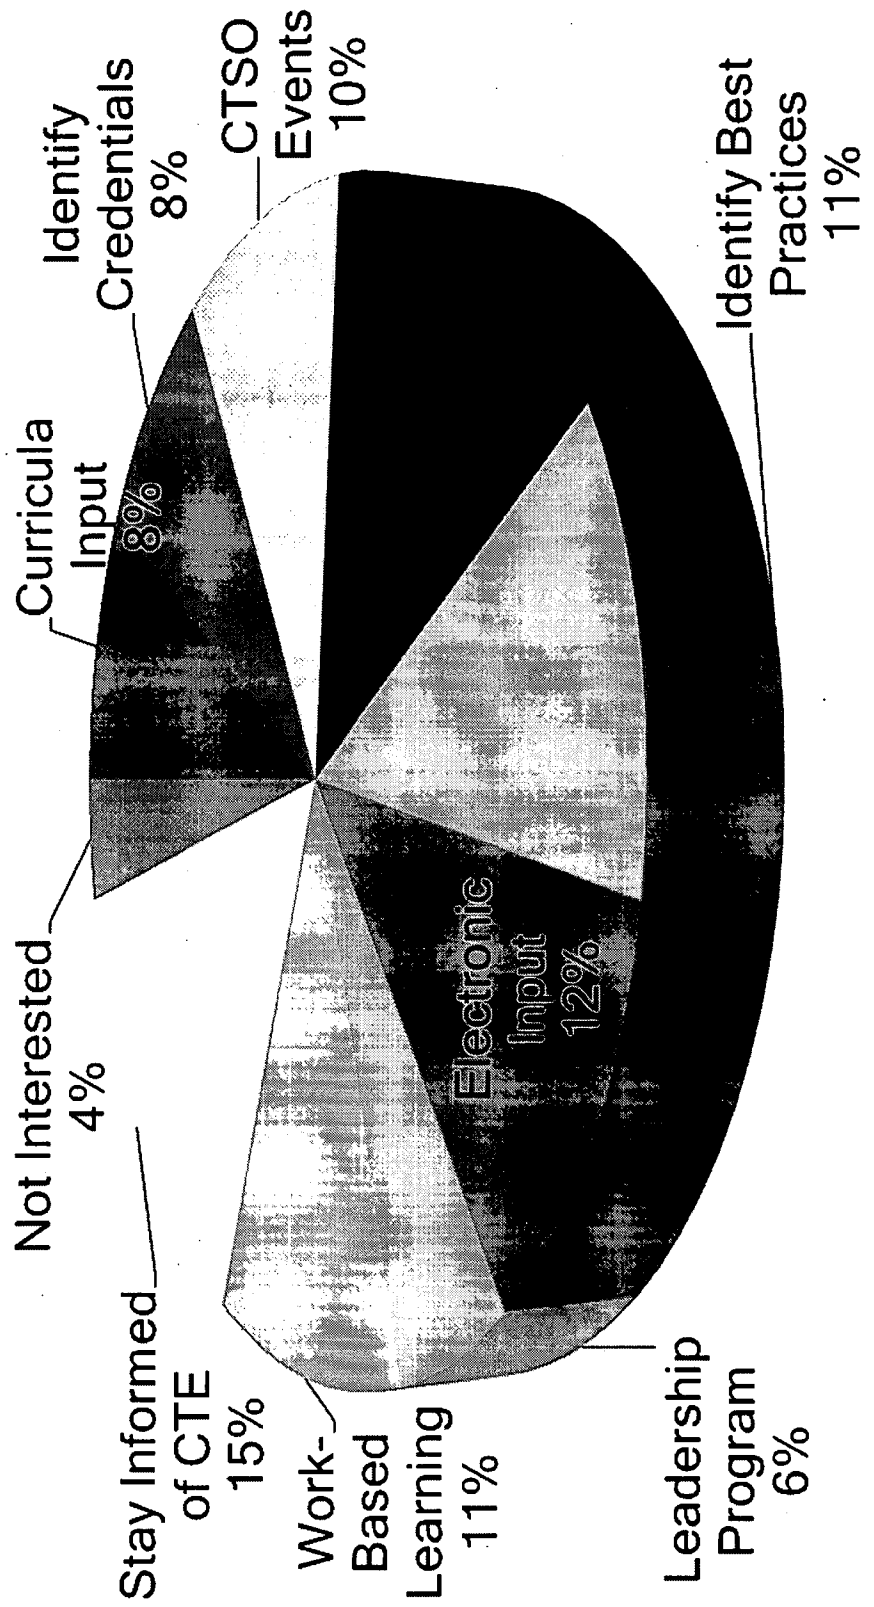 Not Interested
4%
Curricula
Input
8%
Identify
Credentials
8%
Stay Informed
of CTE
15%
CTSO
Events
10%
Work-
Based
Learning
11%
Electronic
Input
12%
Leadership
Program
6%
Identify Best
Practices
11%